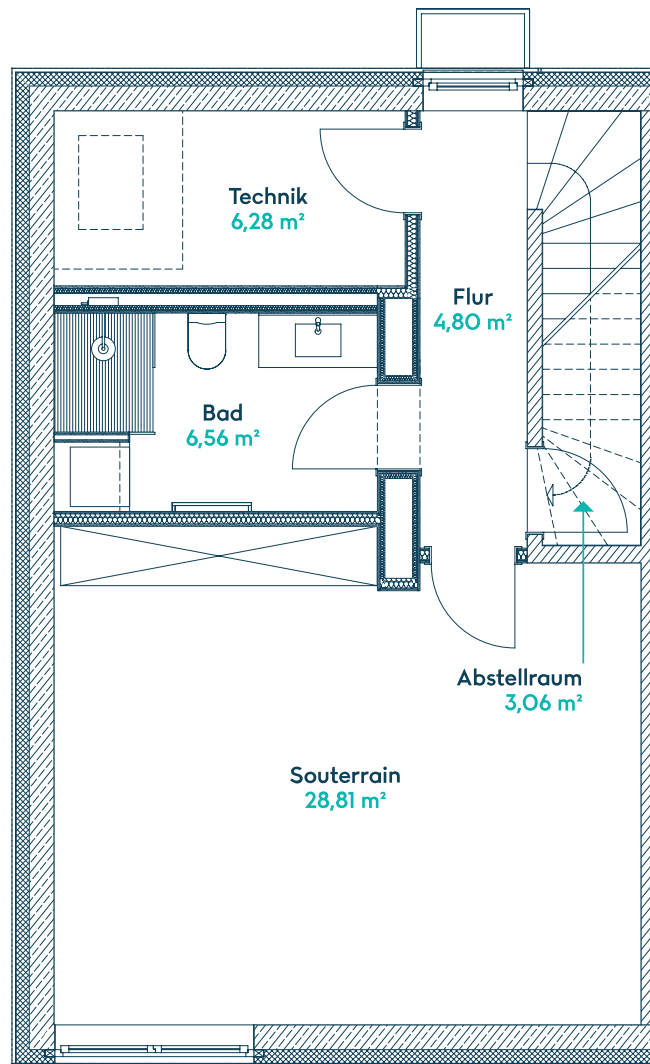 Technik
6,28 m²
Flur
4,80 m²
Bad
6,56 m²
Abstellraum
3,06 m²
Souterrain
28,81 m²